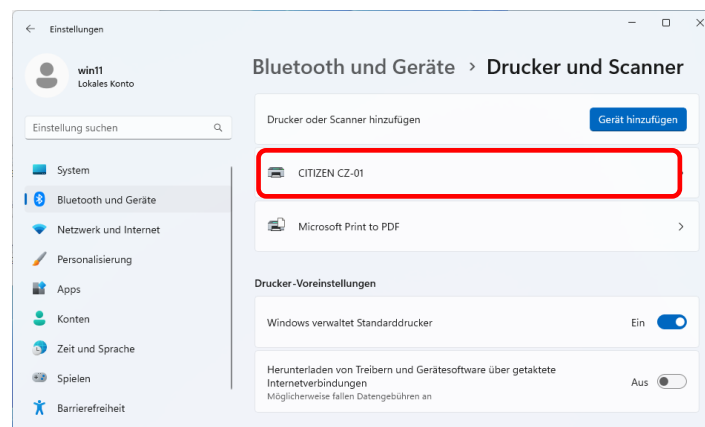 Einstellungen
win11
Lokales Konto
Einstellung suchen
System
Bluetooth und Geräte
Netzwerk und Internet
Personalisierung
Apps
Konten
Zeit und Sprache
Spielen
Barrierefreiheit
Bluetooth und Geräte > Drucker und Scanner
Drucker oder Scanner hinzufügen
Gerät hinzufügen
CITIZEN CZ-01
Microsoft Print to PDF
Drucker-Voreinstellungen
Windows verwaltet Standarddrucker
Ein
Herunterladen von Treibern und Gerätesoftware über getaktete
Internetverbindungen
Möglicherweise fallen Datengebühren an
Aus